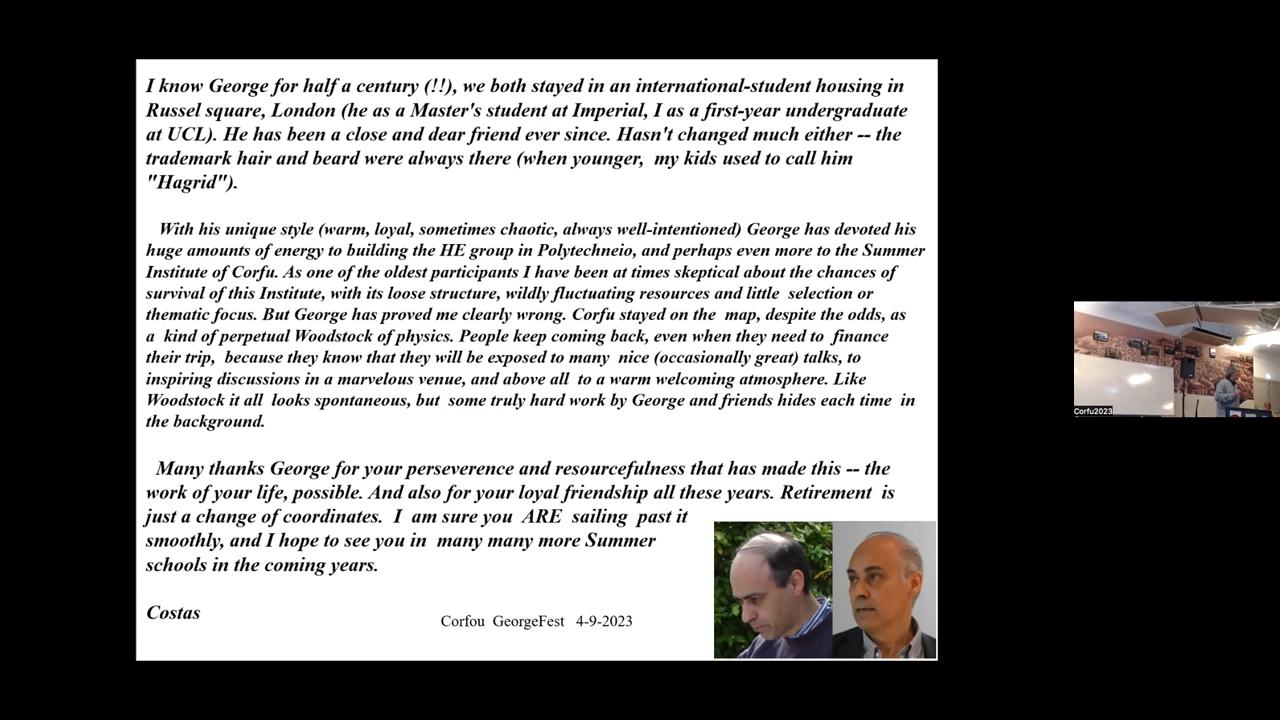 I know George for half a century (!!), we both stayed in an international-student housing in
Russel square, London (he as a Master's student at Imperial, I as a first-year undergraduate
at UCL). He has been a close and dear friend ever since. Hasn't changed much either -- the
trademark hair and beard were always there (when younger, my kids used to call him
"Hagrid").
With his unique style (warm, loyal, sometimes chaotic, always well-intentioned) George has devoted his
huge amounts of energy to building the HE group in Polytechneio, and perhaps even more to the Summer
Institute of Corfu. As one of the oldest participants I have been at times skeptical about the chances of
survival of this Institute, with its loose structure, wildly fluctuating resources and little selection or
thematic focus. But George has proved me clearly wrong. Corfu stayed on the map, despite the odds, as
a kind of perpetual Woodstock of physics. People keep coming back, even when they need to finance
their trip, because they know that they will be exposed to many nice (occasionally great) talks, to
inspiring discussions in a marvelous venue, and above all to a warm welcoming atmosphere. Like
Woodstock it all looks spontaneous, but some truly hard work by George and friends hides each time in
the background.
Many thanks George for your perseverence and resourcefulness that has made this -- the
work of your life, possible. And also for your loyal friendship all these years. Retirement is
just a change of coordinates. I am sure you ARE sailing past it
smoothly, and I hope to see you in many many more Summer
schools in the coming years.
Costas
Corfou GeorgeFest 4-9-2023
Corfu2023